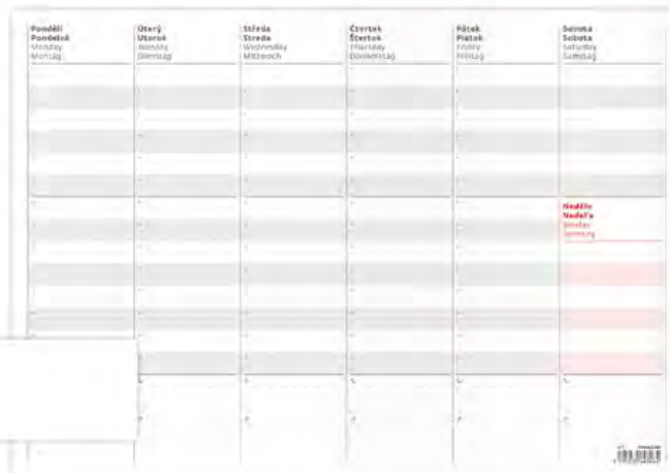 Pondělí
Pondelok
Monday
Montag
Úterý
Utorok
Tuesday
Dienstag
Středa
Streda
Wednesday
Mittwoch
Čtvrtek
Štvrtok
Thursday
Donnerstag
Pátek
Piatok
Friday
Freitag
Sobota
Sobota
Saturday
Samstag
Neděle
Nedeľa
Sunday
Sonntag